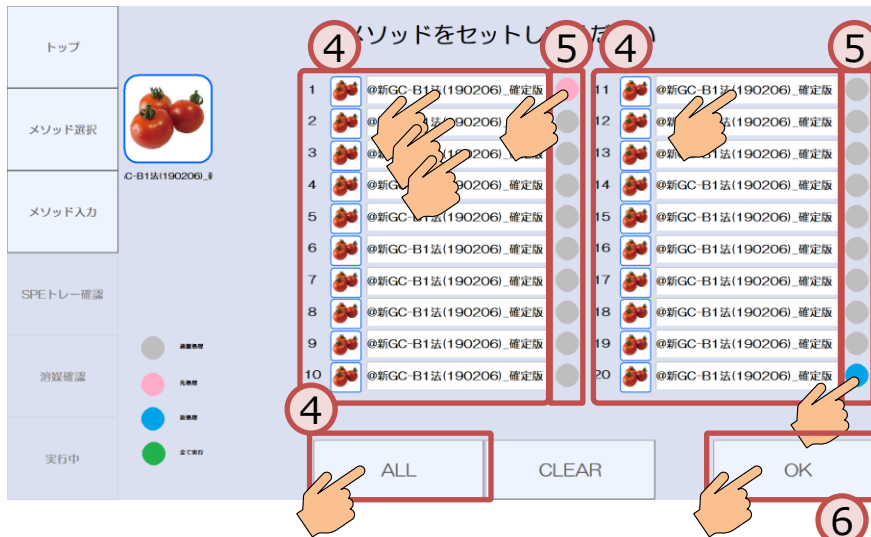 トップ
メソッド選択
メソッド入力
SPEトレー確認
溶媒確認
実行中
メソッドをセットしてください
④
⑤
④
⑤
/C-B1法(190206)_
1 @新GC-B1法(190206)_確定版
2 @新GC-B1法(190206)_確定版
3 @新GC-B1法(190206)_確定版
4 @新GC-B1法(190206)_確定版
5 @新GC-B1法(190206)_確定版
6 @新GC-B1法(190206)_確定版
7 @新GC-B1法(190206)_確定版
8 @新GC-B1法(190206)_確定版
9 @新GC-B1法(190206)_確定版
10 @新GC-B1法(190206)_確定版
11 @新GC-B1法(190206)_確定版
12 @新GC-B1法(190206)_確定版
13 @新GC-B1法(190206)_確定版
14 @新GC-B1法(190206)_確定版
15 @新GC-B1法(190206)_確定版
16 @新GC-B1法(190206)_確定版
17 @新GC-B1法(190206)_確定版
18 @新GC-B1法(190206)_確定版
19 @新GC-B1法(190206)_確定版
20 @新GC-B1法(190206)_確定版
先処理
後処理
全て実行
④
ALL
CLEAR
OK
⑥